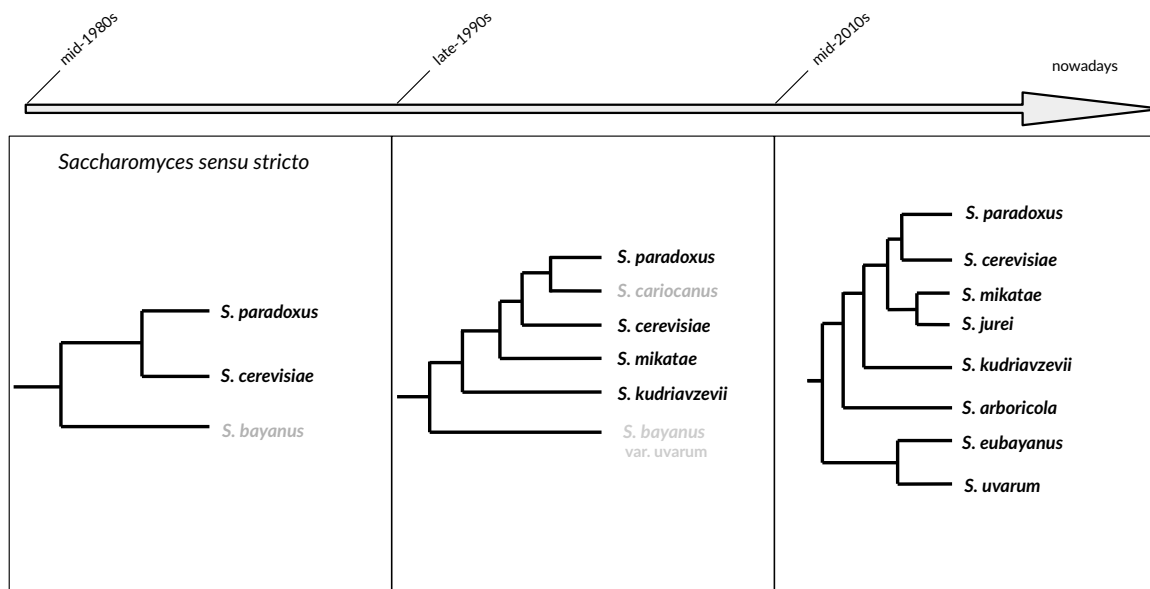 mid-1980s
late-1990s
mid-2010s
nowadays
Saccharomyces sensu stricto
S. paradoxus
S. cerevisiae
S. bayanus
S. paradoxus
S. cariocanus
S. cerevisiae
S. mikatae
S. kudriavzevii
S. bayanus
var. uvarum
S. paradoxus
S. cerevisiae
S. mikatae
S. jurei
S. kudriavzevii
S. arboricola
S. eubayanus
S. uvarum